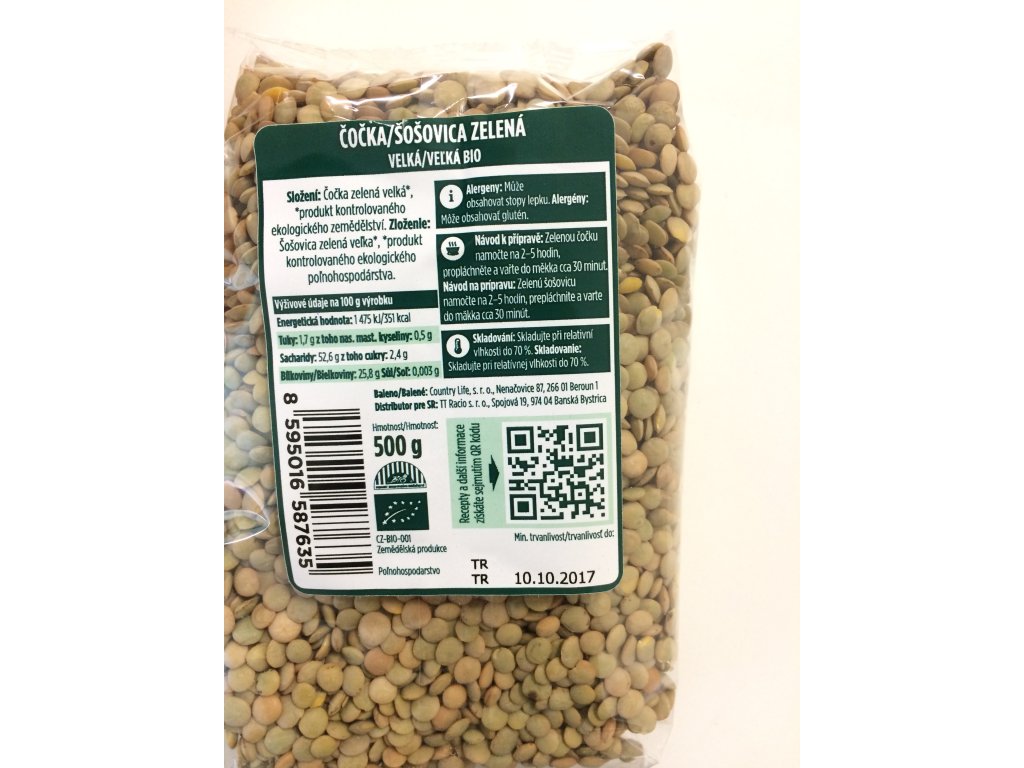 ČOČKA/ŠOŠOVICA ZELENÁ
VELKÁ/VEĽKÁ BIO
Složení: Čočka zelená velká*,
*produkt kontrolovaného
ekologického zemědělství. Zloženie:
Šošovica zelená veľka*, *produkt
kontrolovaného ekologického
poľnohospodárstva.
Výživové údaje na 100 g výrobku
Energetická hodnota: 1 475 kJ/351 kcal
Tuky: 1,7 g z toho nas. mast. kyseliny: 0,5 g
Sacharidy: 52,6 g z toho cukry: 2,4 g
Bílkoviny/Bielkoviny: 25,8 g Sůl/Soľ: 0,003 g
i
Alergeny: Může
obsahovat stopy lepku. Alergény:
Môže obsahovať glutén.
Návod k přípravě: Zelenou čočku
namočte na 2–5 hodin,
propláchněte a vařte do měkka cca 30 minut.
Návod na prípravu: Zelenú šošovicu
namočte na 2–5 hodín, prepláchnite a varte
do mäkka cca 30 minút.
Skladování: Skladujte při relativní
vlhkosti do 70 %. Skladovanie:
Skladujte pri relatívnej vlhkosti do 70 %.
Baleno/Balené: Country Life, s. r. o., Nenačovice 87, 266 01 Beroun 1
Distributor pre SR: TT Racio s. r. o., Spojová 19, 974 04 Banská Bystrica
8 595016 587635
Hmotnost/Hmotnosť:
500 g
BIO
CZ-BIO-001
Zemědělská produkce
Poľnohospodarstvo
Recepty a další informace
získáte sejmutím QR kódu
Min. trvanlivost/trvanlivosť do:
TR
TR 10.10.2017